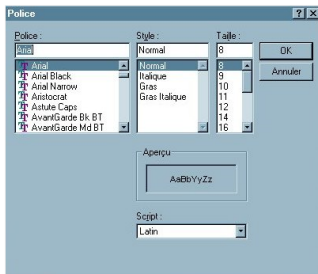 Police
Police : Style : Taille :
Arial Normal 8 OK
Arial Normal 8 Annuler
Arial Black Italique 9
Arial Narrow Gras 10
Aristocrat Gras Italique 11
Astute Caps 12
AvantGarde Bk BT 14
AvantGarde Md BT 16
Aperçu
AaBbYyZz
Script :
Latin